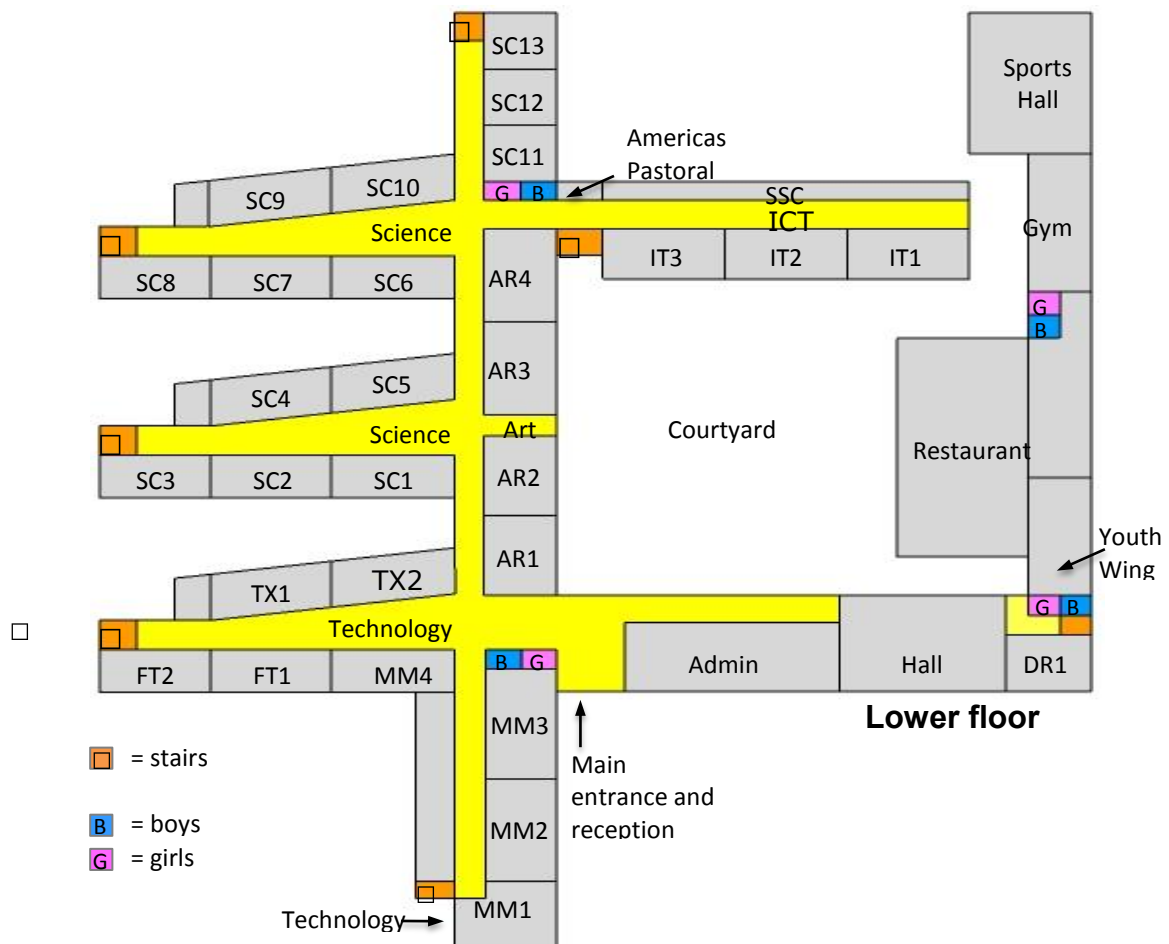 SC13
Sports
Hall
SC12
Americas
Pastoral
SC11
G B
SC10
SC9
SSC
ICT
Science
Gym
IT3 IT2 IT1
SC8 SC7 SC6
AR4
G
B
AR3
SC5
SC4
Science
Art
Courtyard
Restaurant
SC3 SC2 SC1
AR2
Youth
Wing
AR1
TX2
TX1
G B
Technology
B G
Admin
Hall
DR1
FT2 FT1 MM4
Lower floor
MM3
= stairs
Main
entrance and
reception
B = boys
MM2
G = girls
MM1
Technology